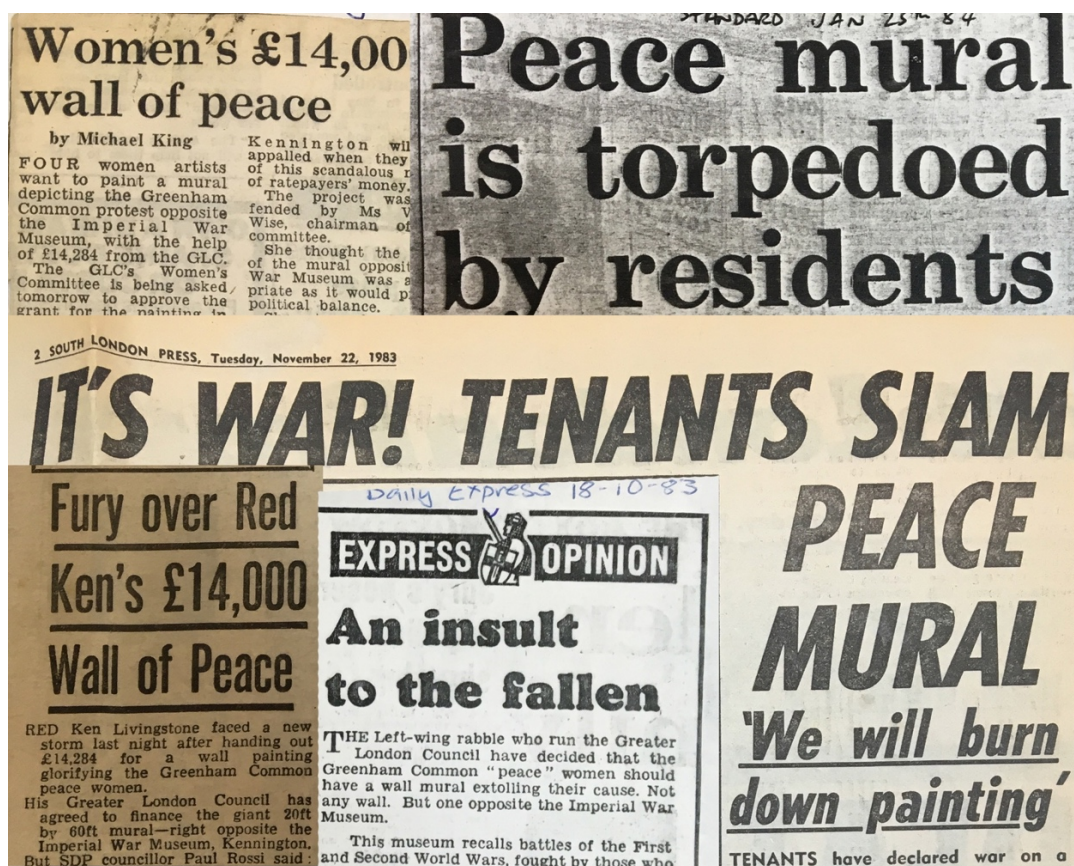 Women's £14,00
wall of peace
by Michael King
FOUR women artists
want to paint a mural
depicting the Greenham
Common protest opposite
the Imperial War
Museum, with the help
of £14,284 from the GLC.
The GLC's Women's
Committee is being asked
tomorrow to approve the
grant for the painting in
Kennington wil
appalled when they
of this scandalous
of ratepayers' money.
The project was
fended by Ms V
Wise, chairman of
committee.
She thought the
of the mural opposit
War Museum was a
priate as it would p
political balance.
STANDARD JAN 25th 84
Peace mural
is torpedoed
by residents
2 SOUTH LONDON PRESS, Tuesday, November 22, 1983
IT'S WAR! TENANTS SLAM
PEACE
MURAL
'We will burn
down painting'
TENANTS have declared war on a
Fury over Red
Ken's £14,000
Wall of Peace
RED Ken Livingstone faced a new
storm last night after handing out
£14,284 for a wall painting
glorifying the Greenham Common
peace women.
His Greater London Council has
agreed to finance the giant 20ft
by 60ft mural—right opposite the
Imperial War Museum, Kennington.
But SDP councillor Paul Rossi said:
Daily Express 18-10-83
EXPRESS OPINION
An insult
to the fallen
THE Left-wing rabble who run the Greater
London Council have decided that the
Greenham Common "peace" women should
have a wall mural extolling their cause. Not
any wall. But one opposite the Imperial War
Museum.
This museum recalls battles of the First
and Second World Wars, fought by those who